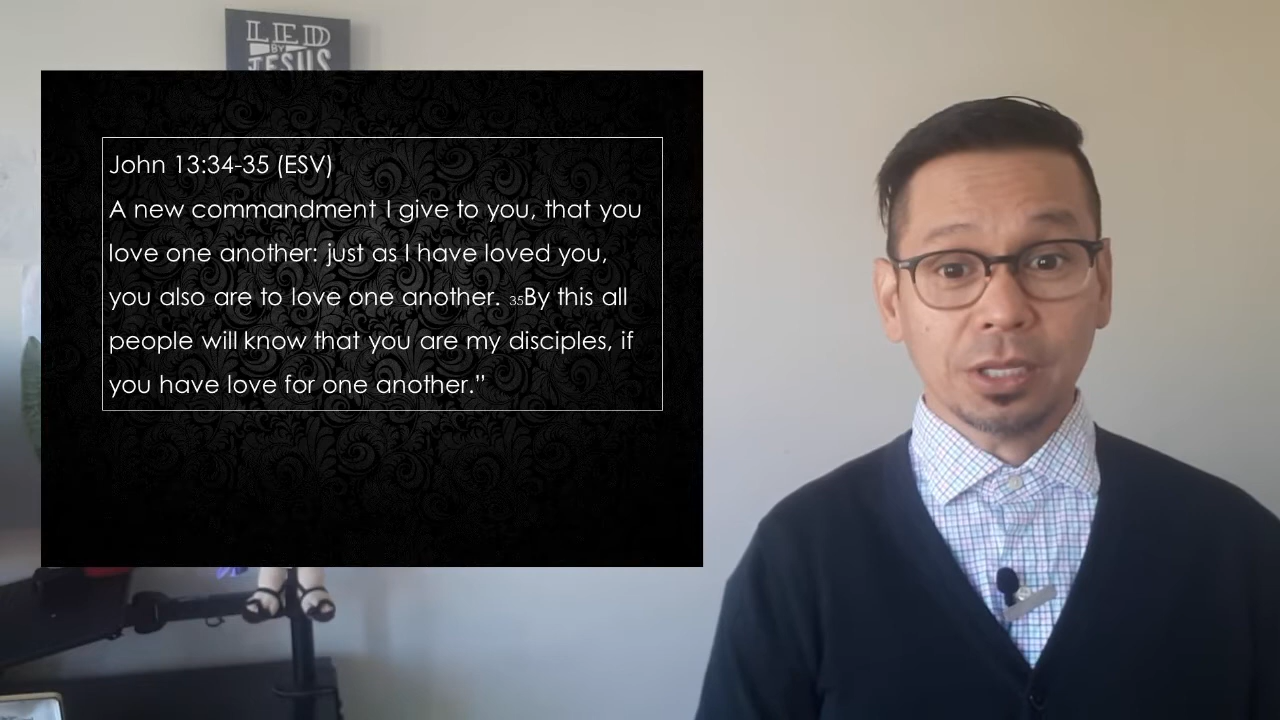 LED
BY
JESUS
John 13:34-35 (ESV)
A new commandment I give to you, that you
love one another: just as I have loved you,
you also are to love one another. 35By this all
people will know that you are my disciples, if
you have love for one another.”